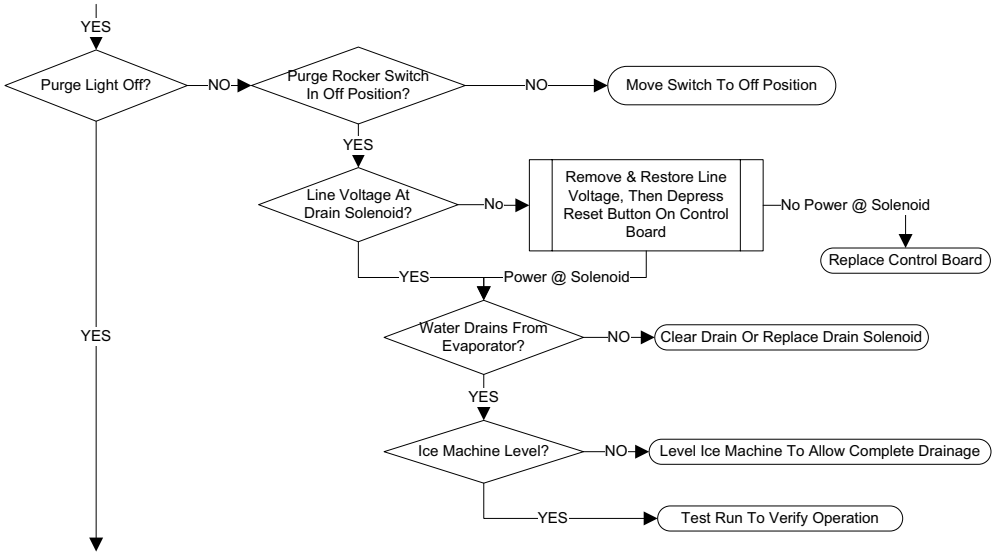 YES
Purge Light Off?
NO
Purge Rocker Switch
In Off Position?
NO
Move Switch To Off Position
YES
Line Voltage At
Drain Solenoid?
No
Remove & Restore Line
Voltage, Then Depress
Reset Button On Control
Board
No Power @ Solenoid
Replace Control Board
YES
Power @ Solenoid
YES
Water Drains From
Evaporator?
NO
Clear Drain Or Replace Drain Solenoid
YES
Ice Machine Level?
NO
Level Ice Machine To Allow Complete Drainage
YES
Test Run To Verify Operation